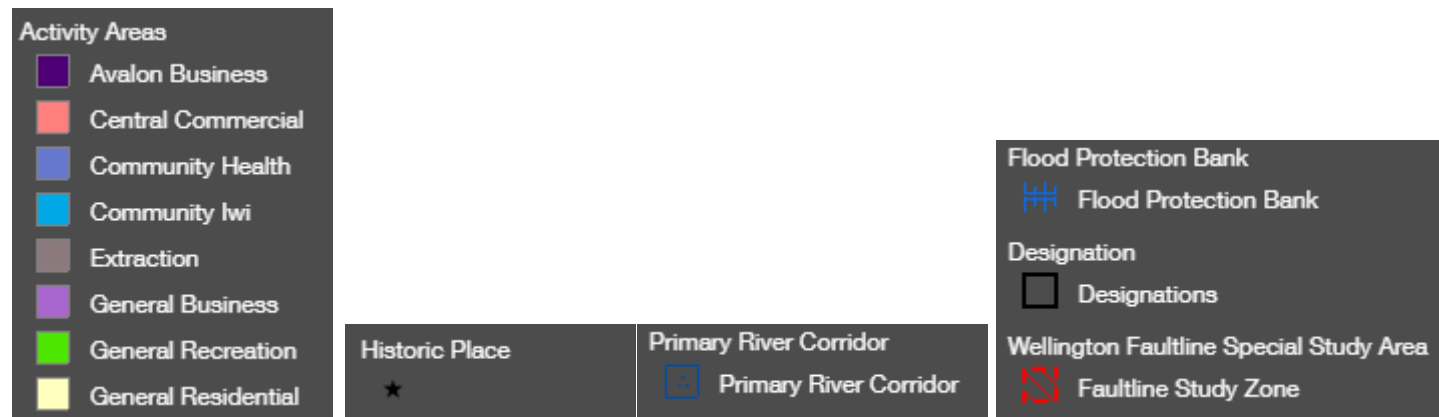 Activity Areas
Avalon Business
Central Commercial
Community Health
Community Iwi
Extraction
General Business
General Recreation
General Residential
Historic Place
Primary River Corridor
Primary River Corridor
Flood Protection Bank
Flood Protection Bank
Designation
Designations
Wellington Faultline Special Study Area
Faultline Study Zone